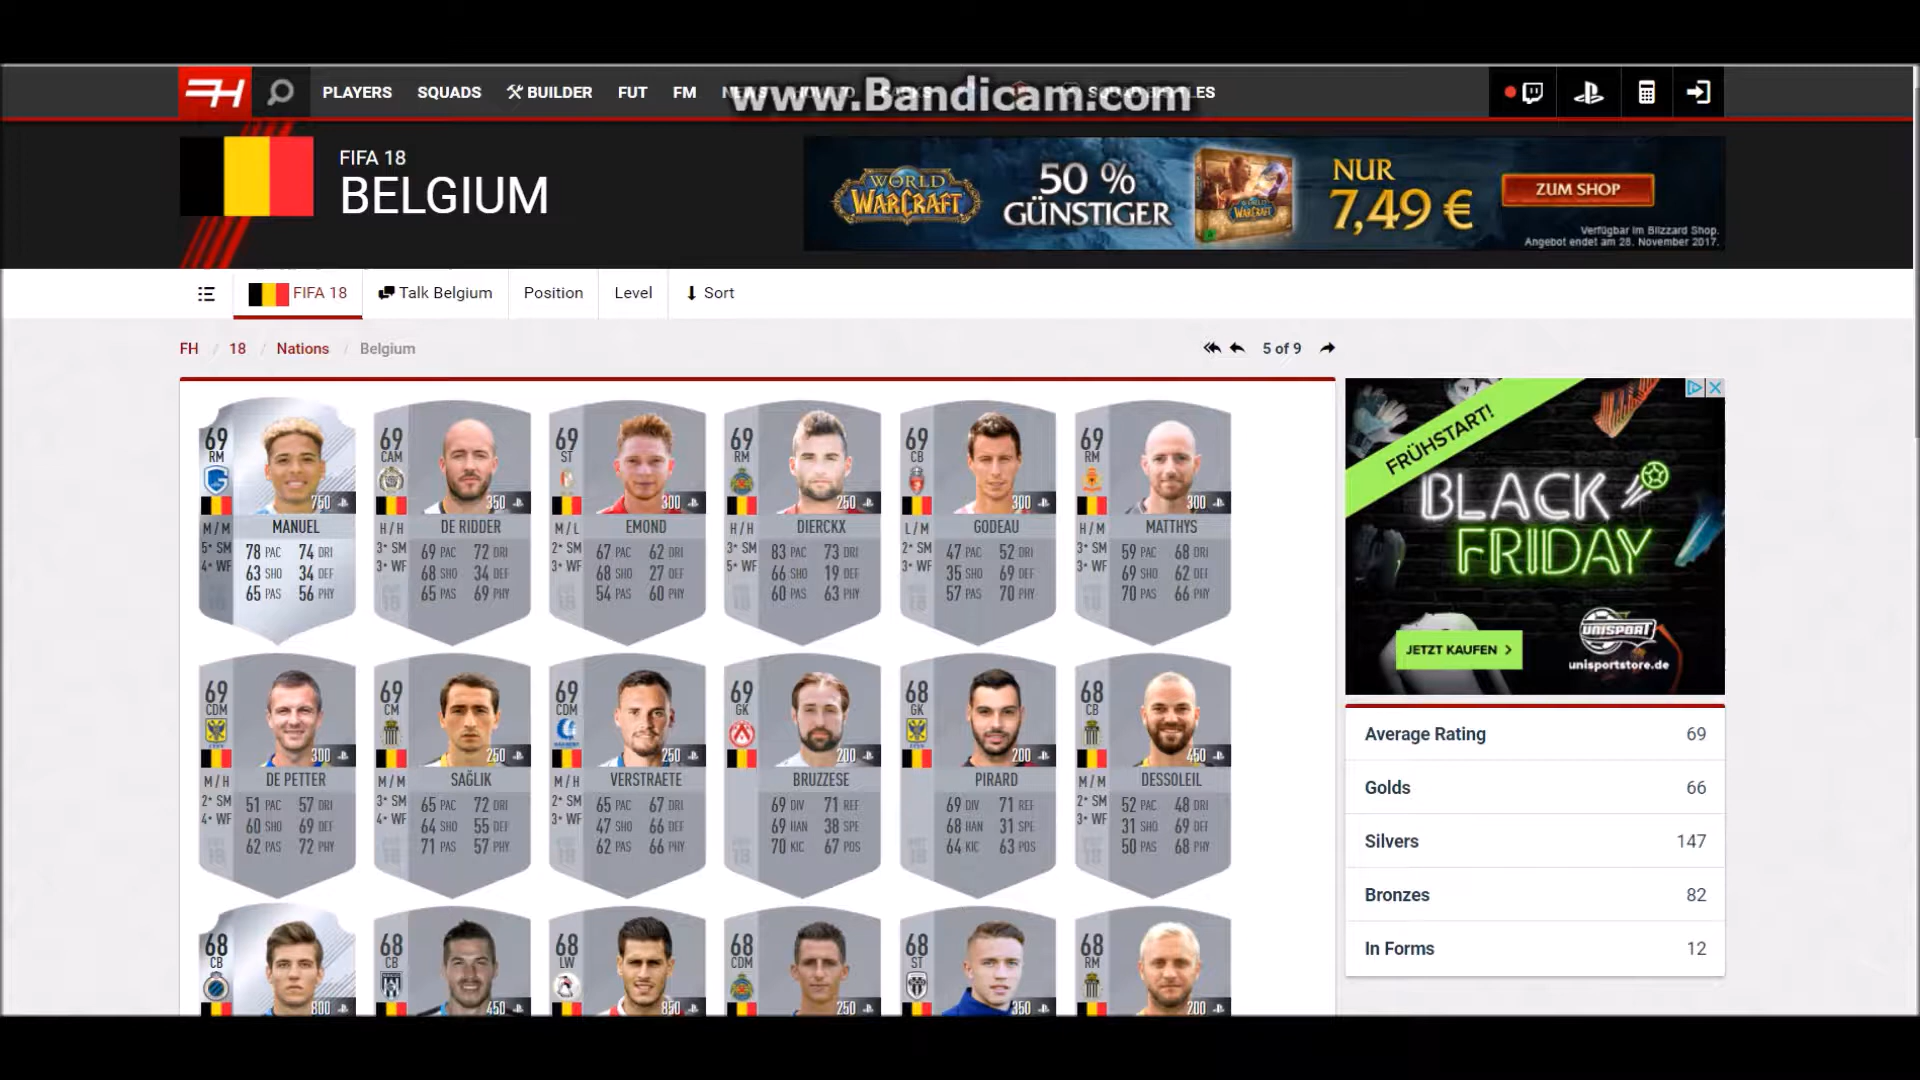 www.Bandicam.com
FH
PLAYERS
SQUADS
BUILDER
FUT
FM
FIFA 18
BELGIUM
WORLD
WARCRAFT
50 %
GÜNSTIGER
NUR
7,49 €
ZUM SHOP
Verfügbar im Blizzard Shop.
Angebot endet am 28. November 2017.
FIFA 18
Talk Belgium
Position
Level
Sort
FH / 18 / Nations / Belgium
5 of 9
69 RM 750
MANUEL
M / M 5* SM 4* WF
78 PAC 74 DRI
63 SHO 34 DEF
65 PAS 56 PHY
69 CAM 350
DE RIDDER
H / H 3* SM 3* WF
69 PAC 72 DRI
68 SHO 34 DEF
65 PAS 69 PHY
69 ST 300
EMOND
M / L 2* SM 3* WF
67 PAC 62 DRI
68 SHO 27 DEF
54 PAS 60 PHY
69 RM 250
DIERCKX
H / H 3* SM 5* WF
83 PAC 73 DRI
66 SHO 19 DEF
60 PAS 63 PHY
69 CB 300
GODEAU
L / M 2* SM 3* WF
47 PAC 52 DRI
35 SHO 69 DEF
57 PAS 70 PHY
69 RM 300
MATTHYS
H / M 3* SM 3* WF
59 PAC 68 DRI
69 SHO 62 DEF
70 PAS 66 PHY
69 CDM 300
DE PETTER
M / H 2* SM 4* WF
51 PAC 57 DRI
60 SHO 69 DEF
62 PAS 72 PHY
69 CM 250
SAĞLIK
M / M 3* SM 4* WF
65 PAC 72 DRI
64 SHO 55 DEF
71 PAS 57 PHY
69 CDM 250
VERSTRAETE
M / H 2* SM 3* WF
65 PAC 67 DRI
47 SHO 66 DEF
62 PAS 66 PHY
69 GK 200
BRUZZESE
69 DIV 71 REF
69 HAN 38 SPE
70 KIC 67 POS
68 GK 200
PIRARD
69 DIV 71 REF
68 HAN 31 SPE
64 KIC 63 POS
68 CB 450
DESSOLEIL
M / M 2* SM 3* WF
52 PAC 48 DRI
31 SHO 69 DEF
50 PAS 68 PHY
68 CB 800
68 CB 450
68 LW 850
68 CDM 250
68 ST 350
68 RM 200
FRÜHSTART!
BLACK
FRIDAY
JETZT KAUFEN
UNISPORT
unisportstore.de
Average Rating 69
Golds 66
Silvers 147
Bronzes 82
In Forms 12